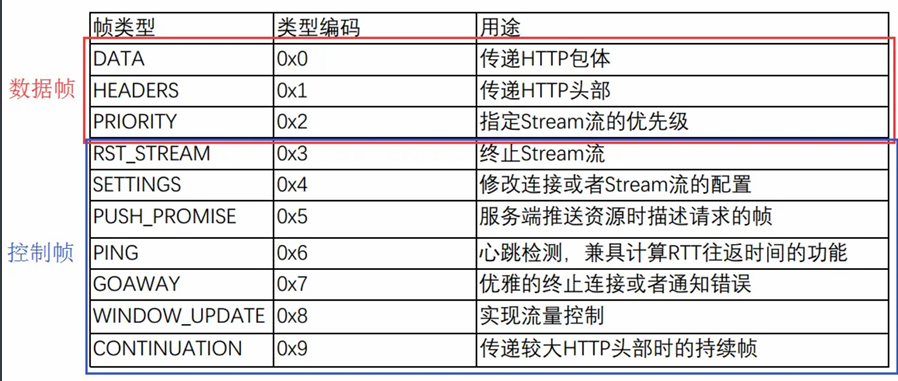 帧类型 类型编码 用途
DATA 0x0 传递HTTP包体
数据帧 HEADERS 0x1 传递HTTP头部
PRIORITY 0x2 指定Stream流的优先级
RST_STREAM 0x3 终止Stream流
SETTINGS 0x4 修改连接或者Stream流的配置
PUSH_PROMISE 0x5 服务端推送资源时描述请求的帧
控制帧 PING 0x6 心跳检测，兼具计算RTT往返时间的功能
GOAWAY 0x7 优雅的终止连接或者通知错误
WINDOW_UPDATE 0x8 实现流量控制
CONTINUATION 0x9 传递较大HTTP头部时的持续帧